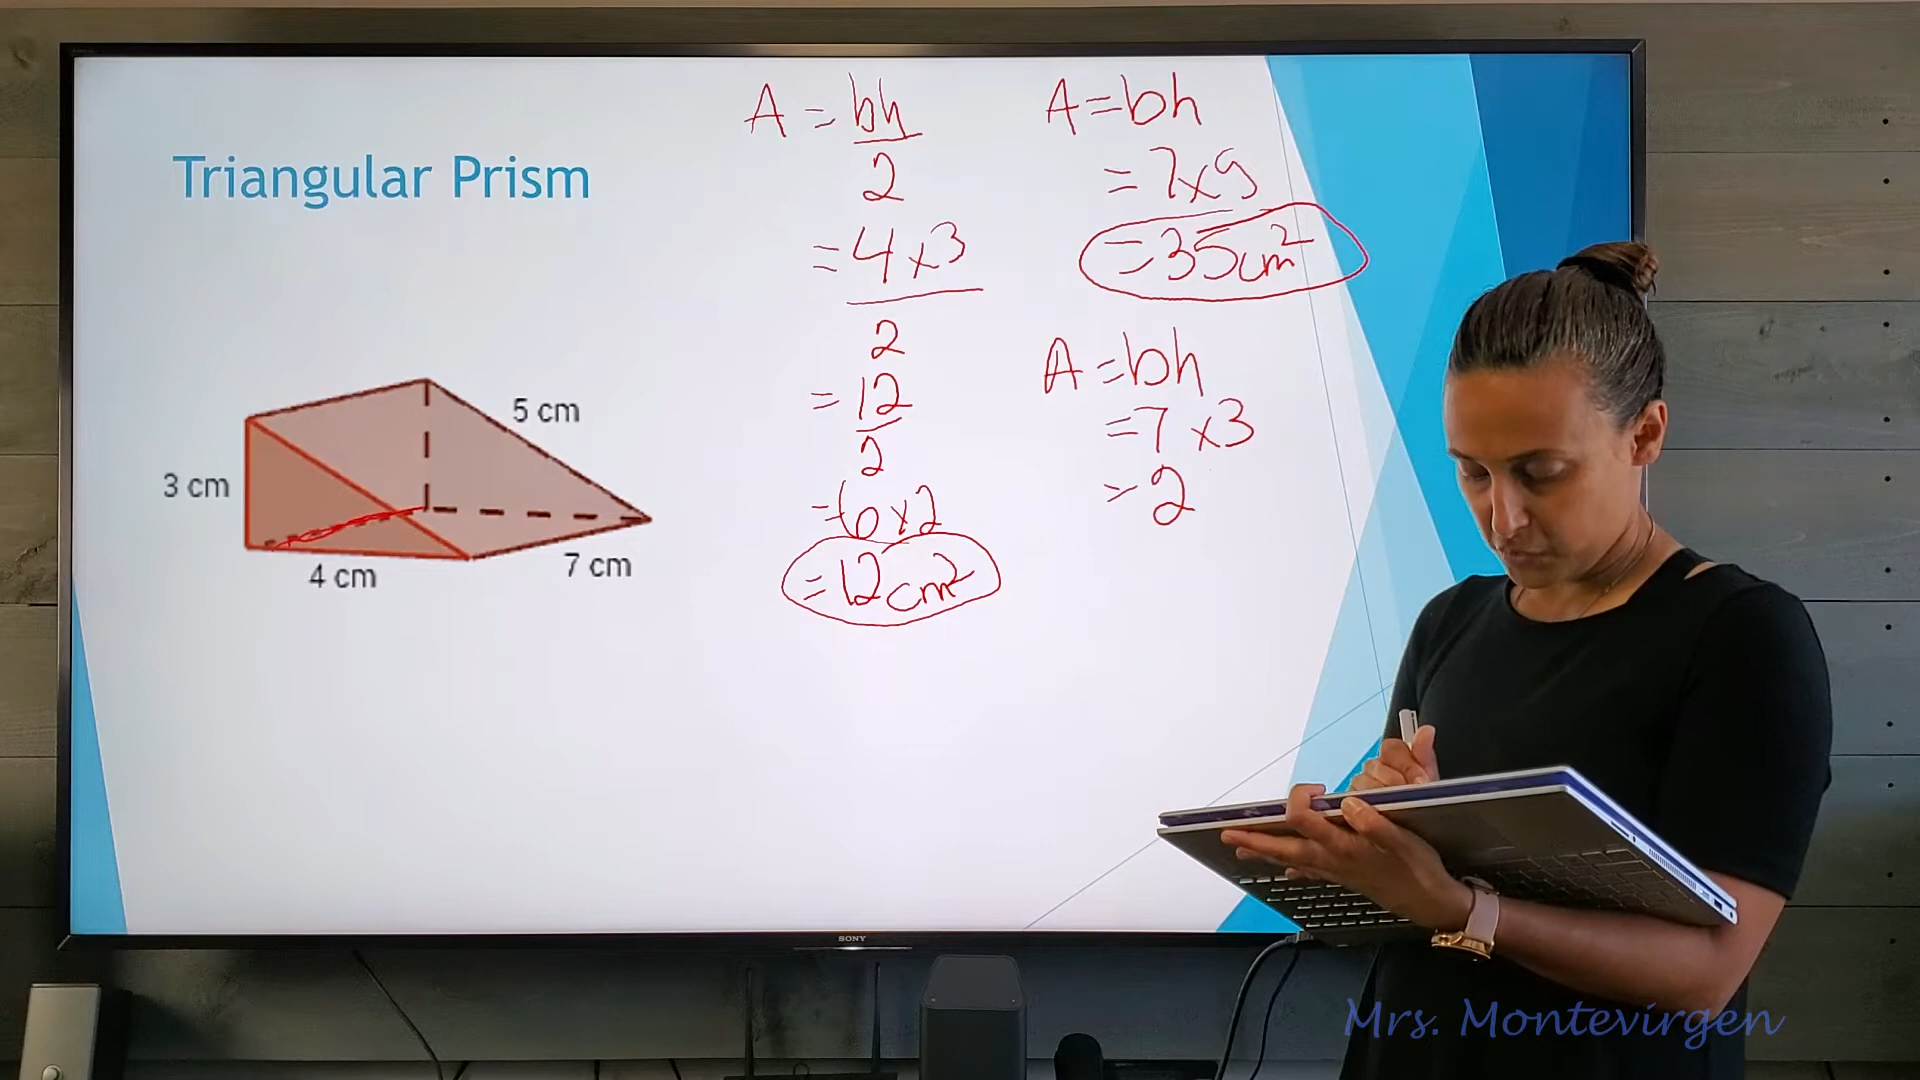 Triangular Prism
5 cm
3 cm
4 cm
7 cm
A = bh
2
= 4 x 3
2
= 12
2
= 6 x 2
= 12 cm²
A = bh
= 7 x 5
= 35 cm²
A = bh
= 7 x 3
= 2
SONY
Mrs. Montevirgen